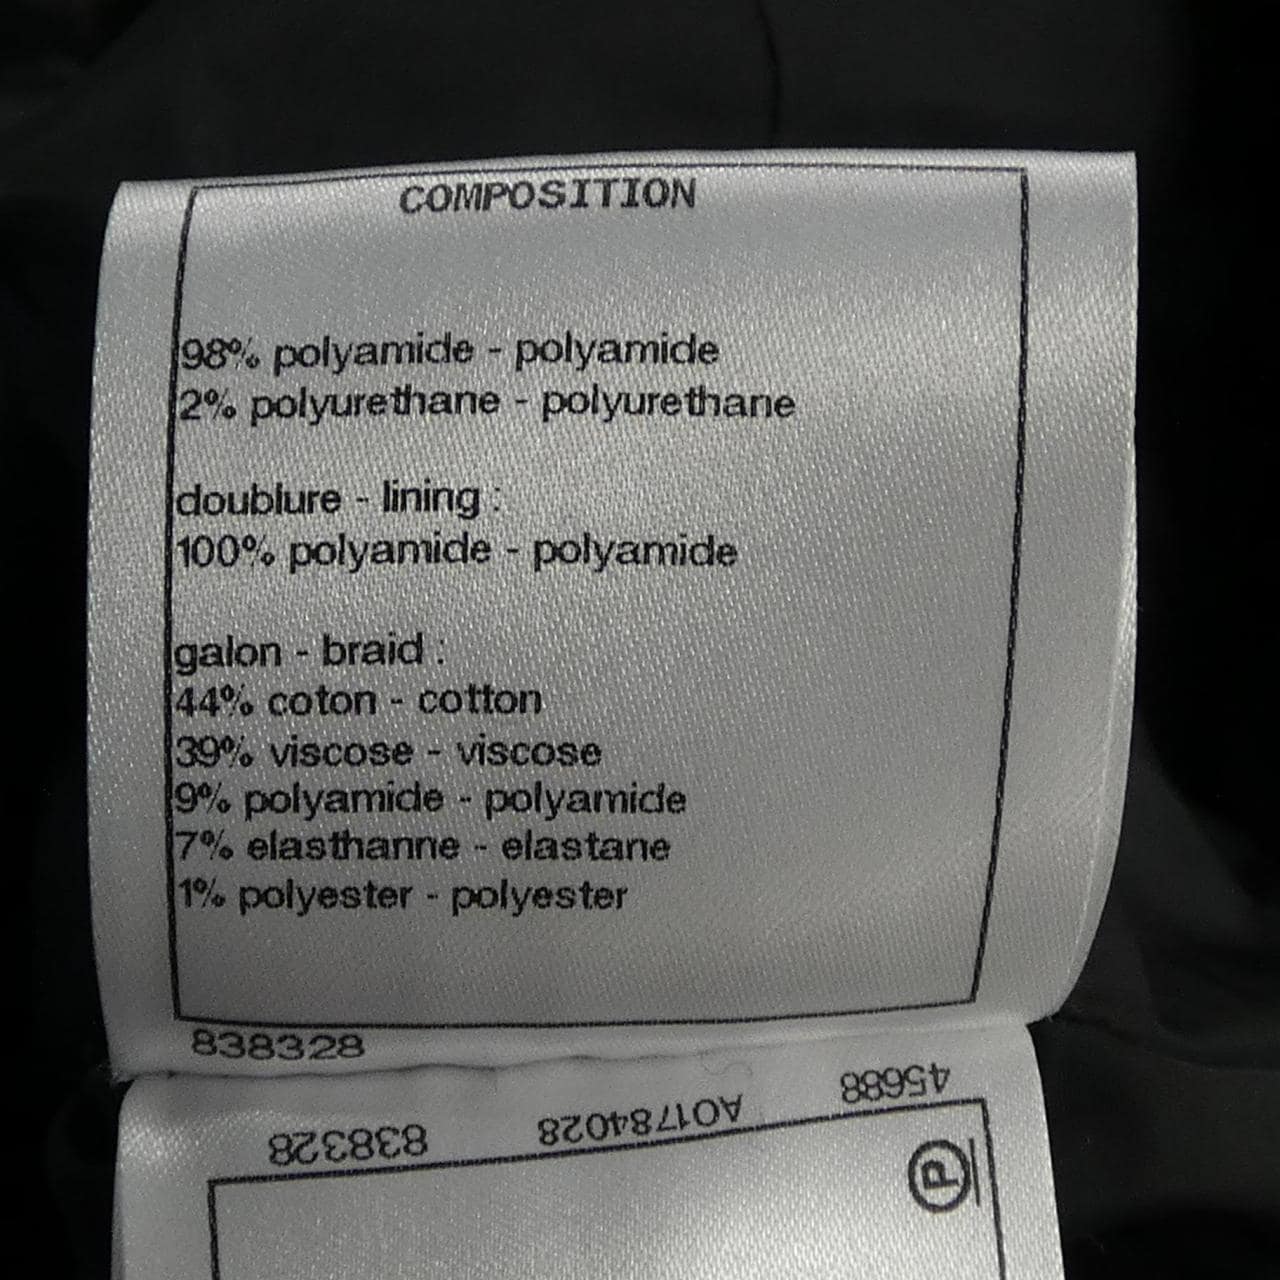 COMPOSITION
98% polyamide - polyamide
2% polyurethane - polyurethane
doublure - lining :
100% polyamide - polyamide
galon - braid :
44% coton - cotton
39% viscose - viscose
9% polyamide - polyamide
7% elasthanne - elastane
1% polyester - polyester
838328
45688 AO1784028 838328
P